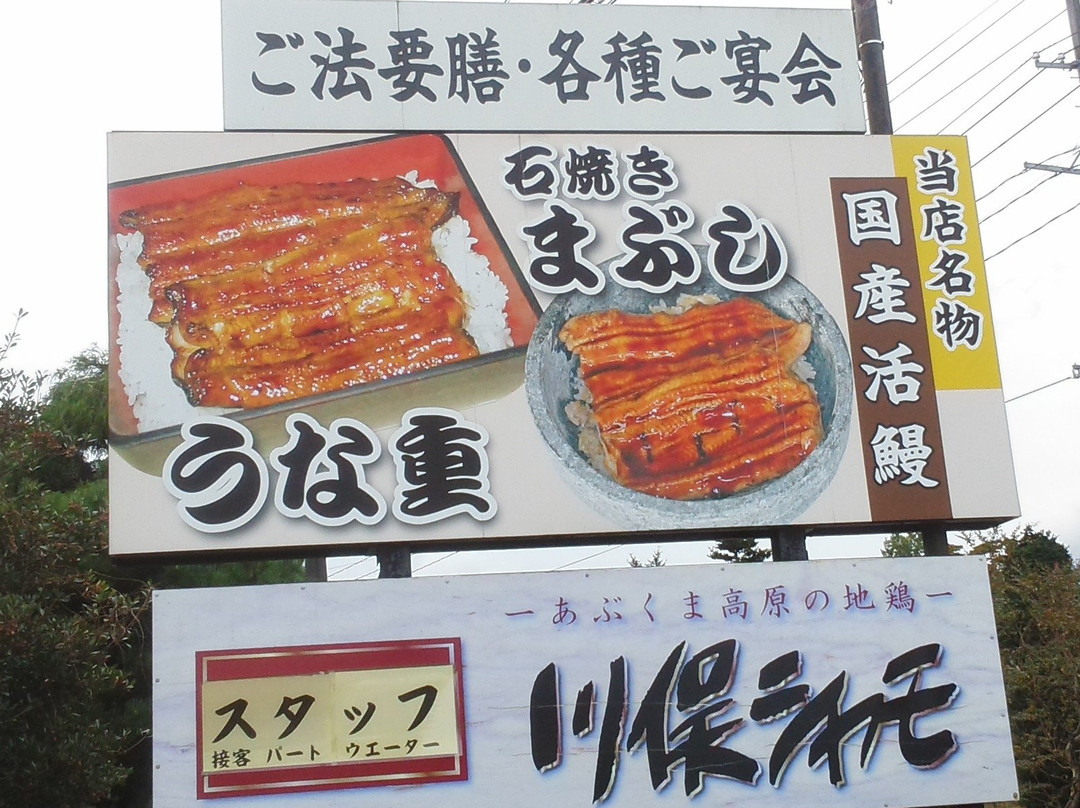 ご法要膳・各種ご宴会
石焼き
まぶし
当店名物
国産活鰻
うな重
ーあぶくま高原の地鶏ー
川俣シャモ
スタッフ
接客 パート ウエーター